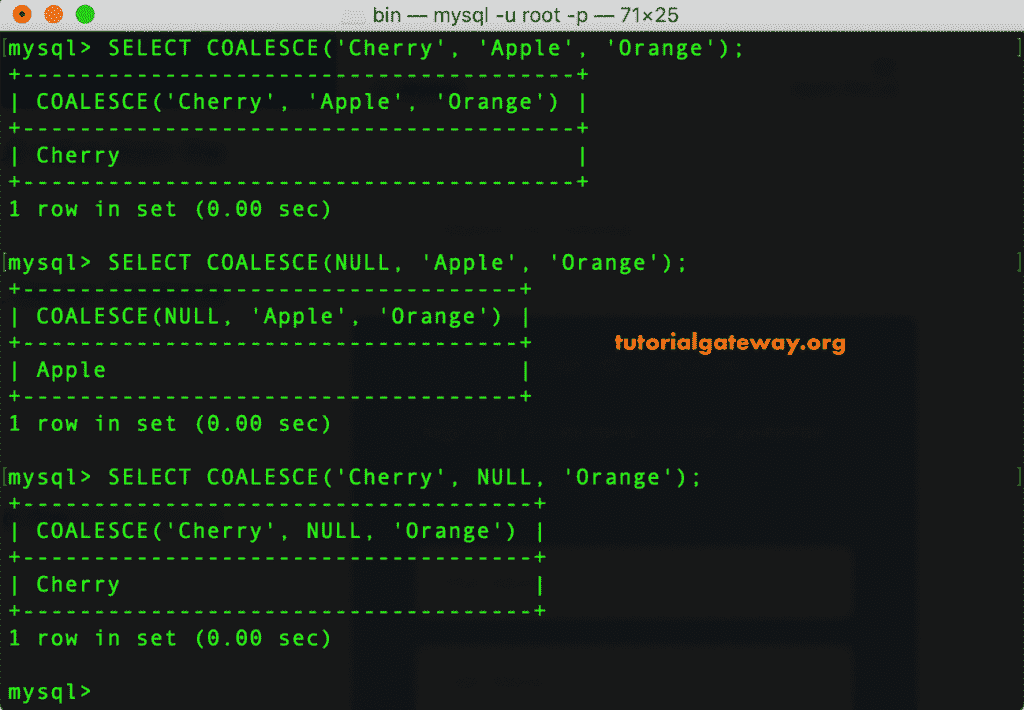 bin — mysql -u root -p — 71×25
[mysql> SELECT COALESCE('Cherry', 'Apple', 'Orange'); ]
+---------------------------------------+
| COALESCE('Cherry', 'Apple', 'Orange') |
+---------------------------------------+
| Cherry                                |
+---------------------------------------+
1 row in set (0.00 sec)
[mysql> SELECT COALESCE(NULL, 'Apple', 'Orange'); ]
+-----------------------------------+
| COALESCE(NULL, 'Apple', 'Orange') |
+-----------------------------------+
tutorialgateway.org
| Apple                             |
+-----------------------------------+
1 row in set (0.00 sec)
[mysql> SELECT COALESCE('Cherry', NULL, 'Orange'); ]
+------------------------------------+
| COALESCE('Cherry', NULL, 'Orange') |
+------------------------------------+
| Cherry                             |
+------------------------------------+
1 row in set (0.00 sec)
mysql>